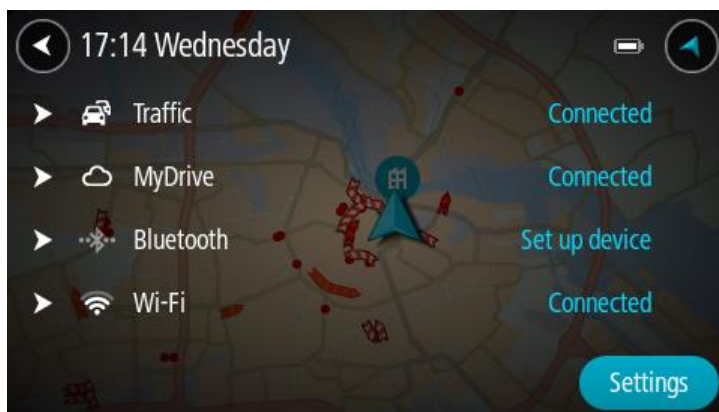 17:14 Wednesday
Traffic Connected
MyDrive Connected
Bluetooth Set up device
Wi-Fi Connected
Settings